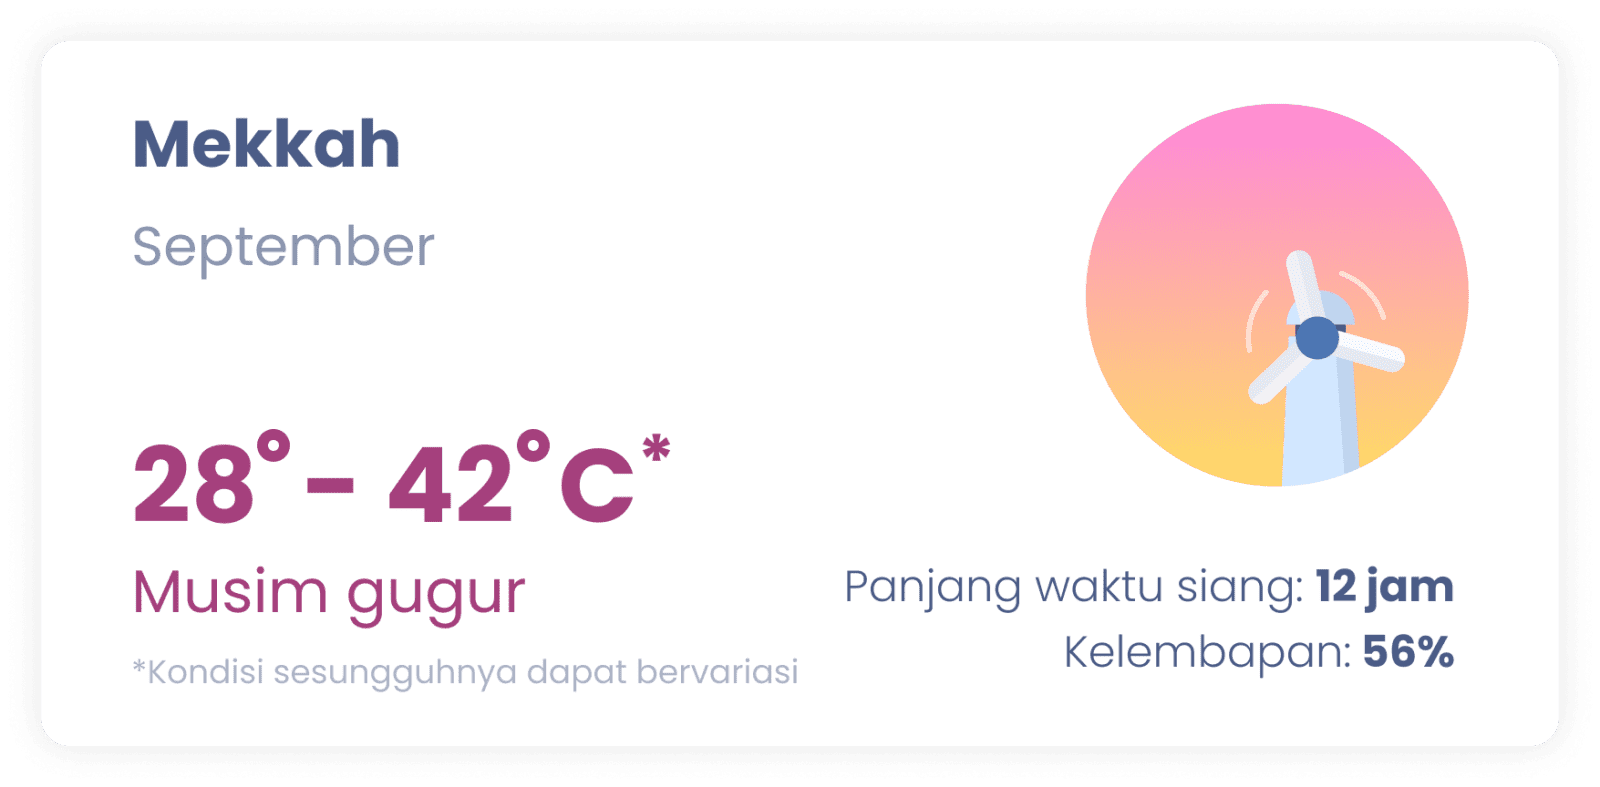 Mekkah
September
28° - 42°C*
Musim gugur
*Kondisi sesungguhnya dapat bervariasi
Panjang waktu siang: 12 jam
Kelembapan: 56%